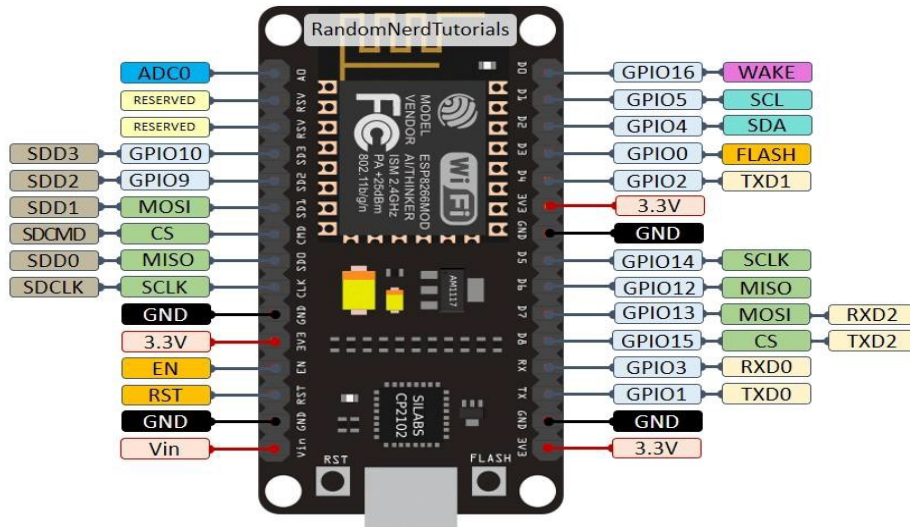 RandomNerdTutorials
ADC0 A0
RESERVED RSV
RESERVED RSV
SDD3 GPIO10 SD3
SDD2 GPIO9 SD2
SDD1 MOSI SD1
SDCMD CS CMD
SDD0 MISO SD0
SDCLK SCLK CLK
GND GND
3.3V 3V3
EN EN
RST RST
GND GND
Vin Vin
MODEL ESP8266MOD
VENDOR AI/THINKER
ISM 2.4GHz
PA +25dBm
802.11b/g/n
FC
Wi Fi
AM1117
SILABS
CP2102
RST
FLASH
D0 GPIO16 WAKE
D1 GPIO5 SCL
D2 GPIO4 SDA
D3 GPIO0 FLASH
D4 GPIO2 TXD1
3V3 3.3V
GND GND
D5 GPIO14 SCLK
D6 GPIO12 MISO
D7 GPIO13 MOSI RXD2
D8 GPIO15 CS TXD2
RX GPIO3 RXD0
TX GPIO1 TXD0
GND GND
3V3 3.3V